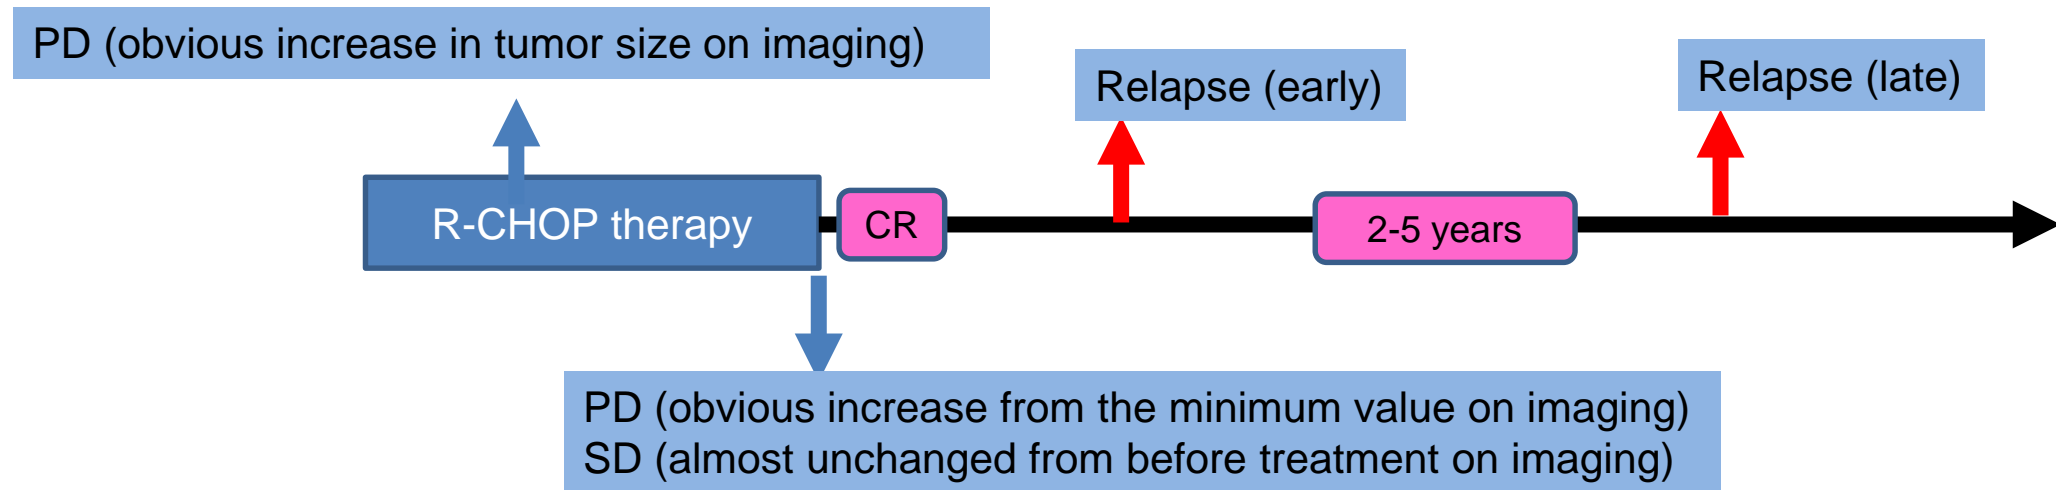 PD (obvious increase in tumor size on imaging)
Relapse (early)
Relapse (late)
R-CHOP therapy
CR
2-5 years
PD (obvious increase from the minimum value on imaging)
SD (almost unchanged from before treatment on imaging)